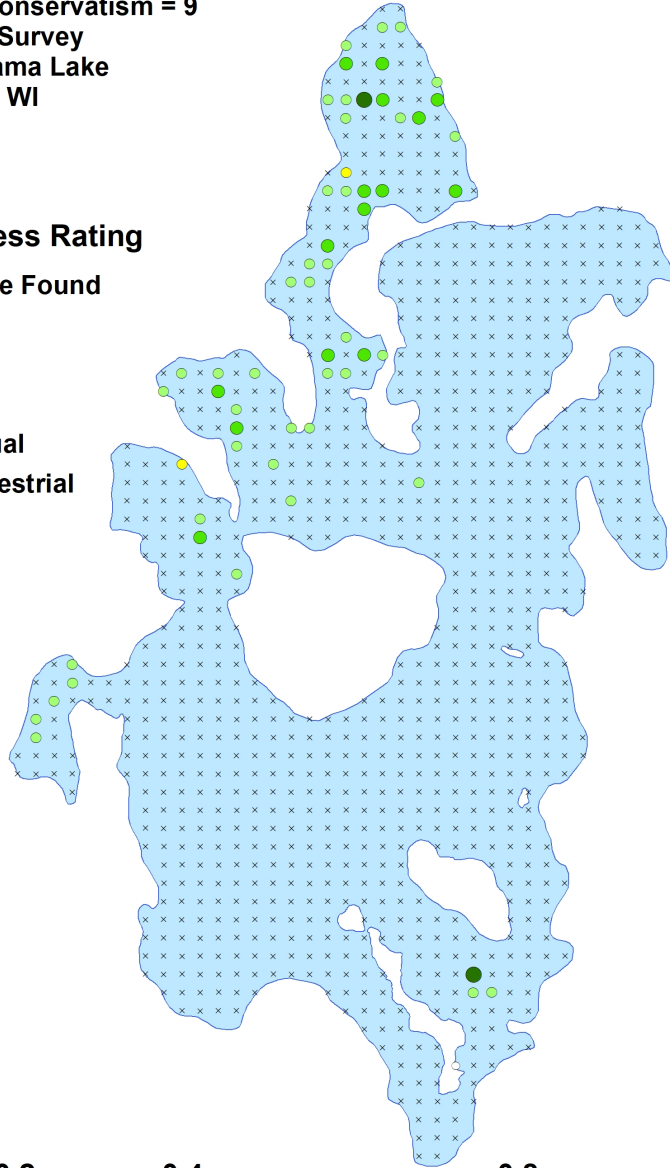 onservatism = 9
Survey
ama Lake
WI
ess Rating
e Found
ual
estrial